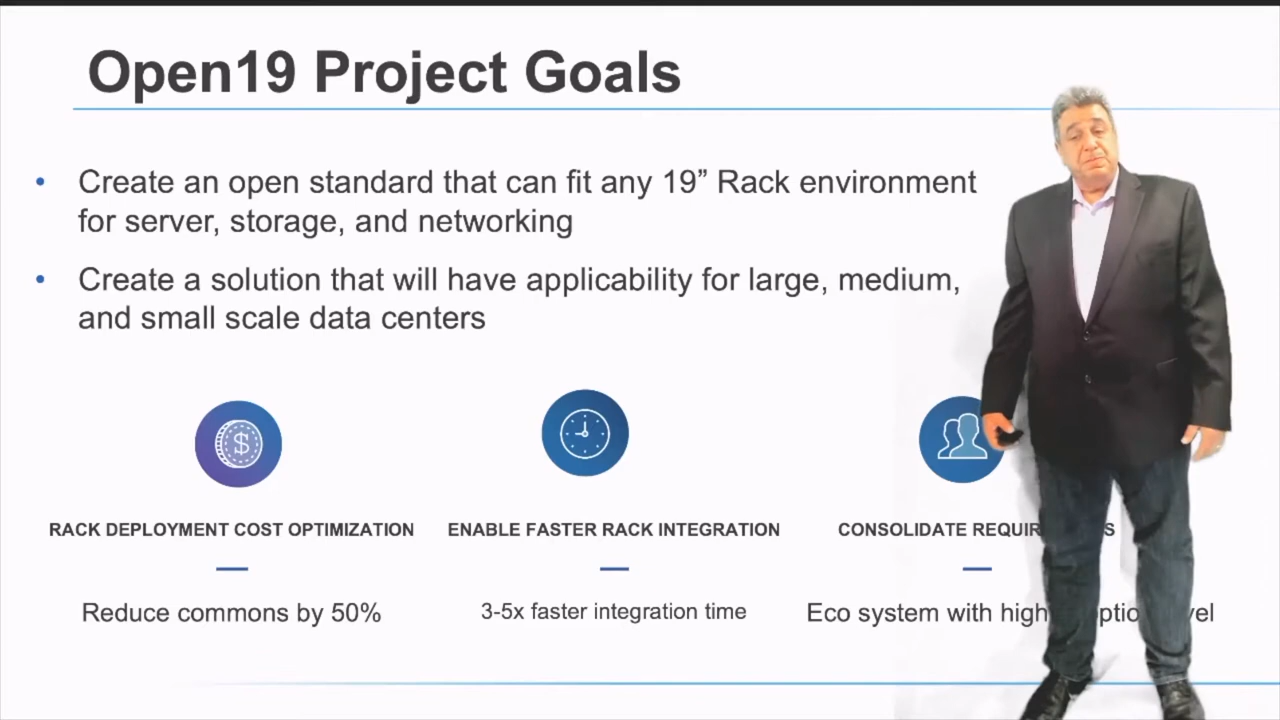 Open19 Project Goals
• Create an open standard that can fit any 19” Rack environment
for server, storage, and networking
• Create a solution that will have applicability for large, medium,
and small scale data centers
RACK DEPLOYMENT COST OPTIMIZATION
ENABLE FASTER RACK INTEGRATION
CONSOLIDATE
Reduce commons by 50%
3-5x faster integration time
Eco system with high